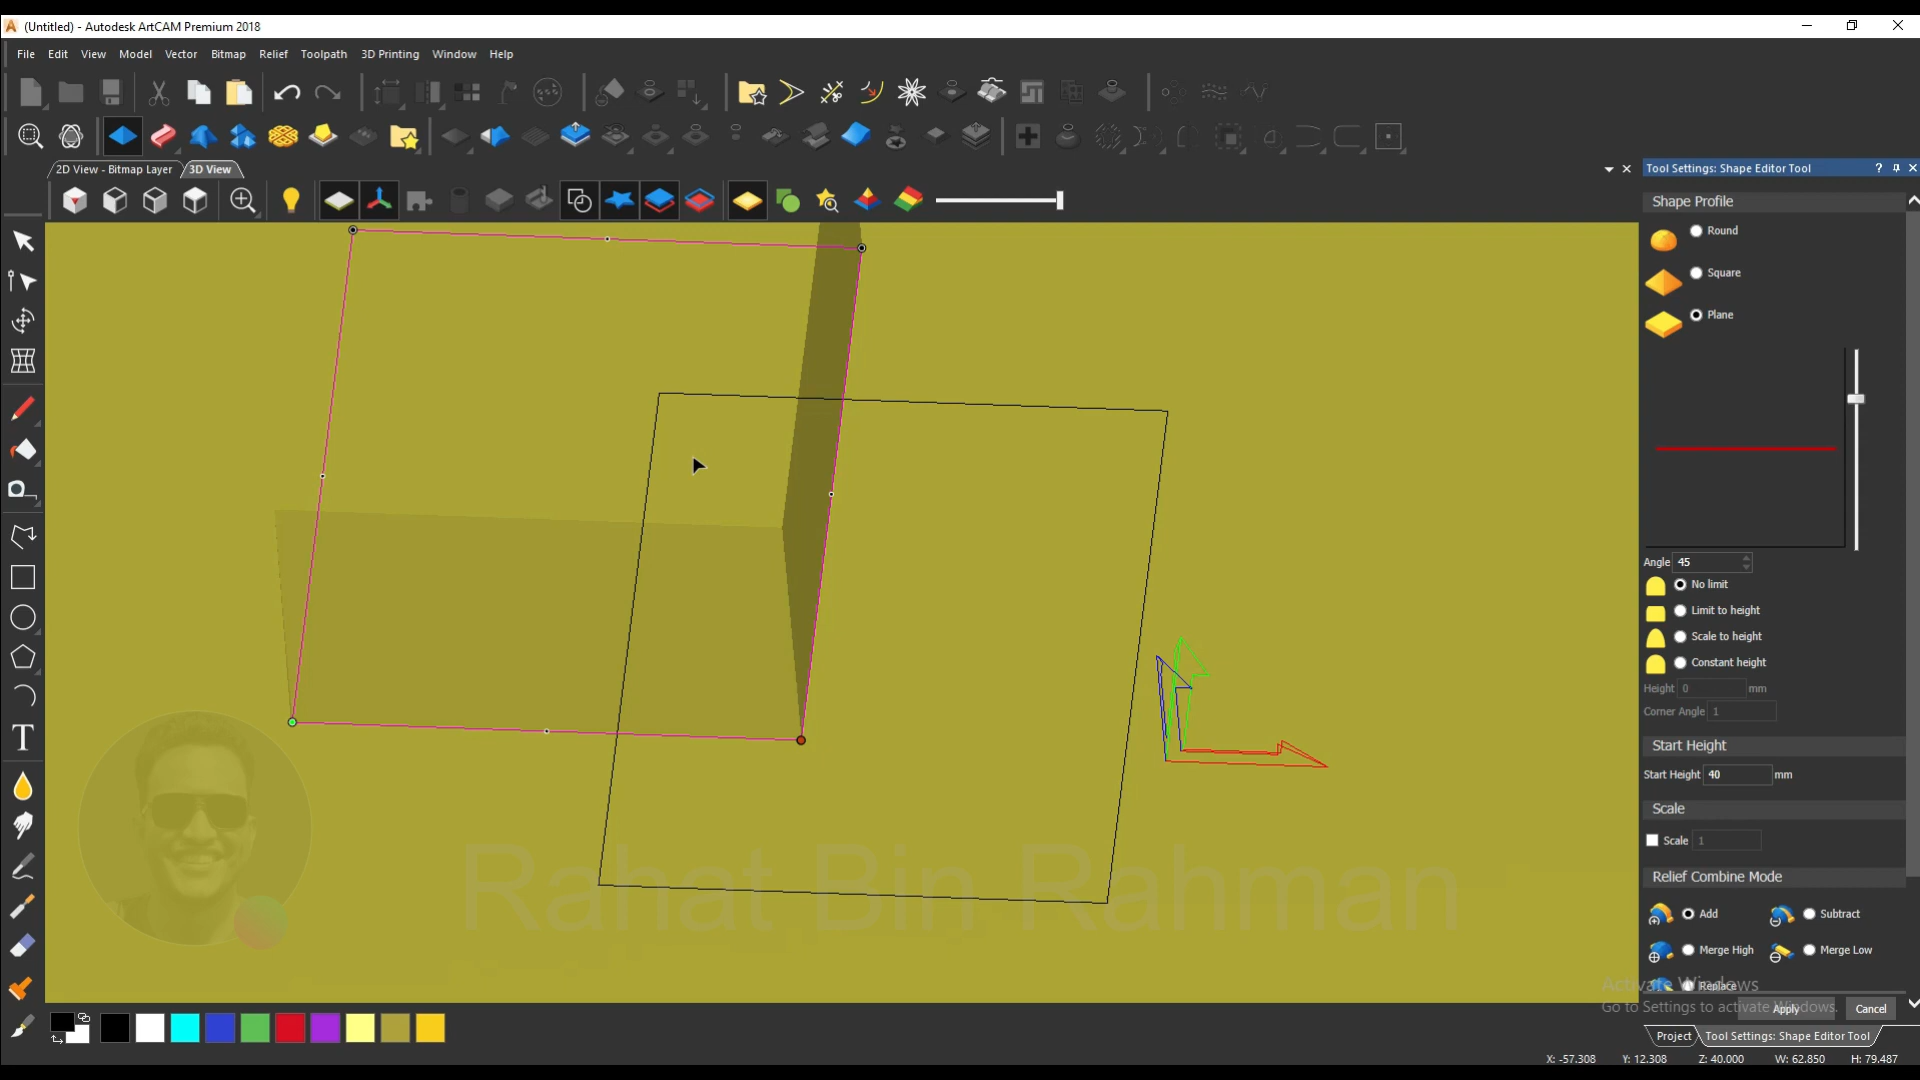 (Untitled) - Autodesk ArtCAM Premium 2018
File Edit View Model Vector Bitmap Relief Toolpath 3D Printing Window Help
2D View - Bitmap Layer 3D View
Tool Settings: Shape Editor Tool
Shape Profile
Round
Square
Plane
Angle 45
No limit
Limit to height
Scale to height
Constant height
Height 0 mm
Corner Angle 1
Start Height
Start Height 40 mm
Scale
Scale 1
Relief Combine Mode
Add Subtract
Merge High Merge Low
Replace
Activate Windows
Go to Settings to activate Windows.
Apply Cancel
Rahat Bin Rahman
Project Tool Settings: Shape Editor Tool
X: -57.308 Y: 12.308 Z: 40.000 W: 62.850 H: 79.487